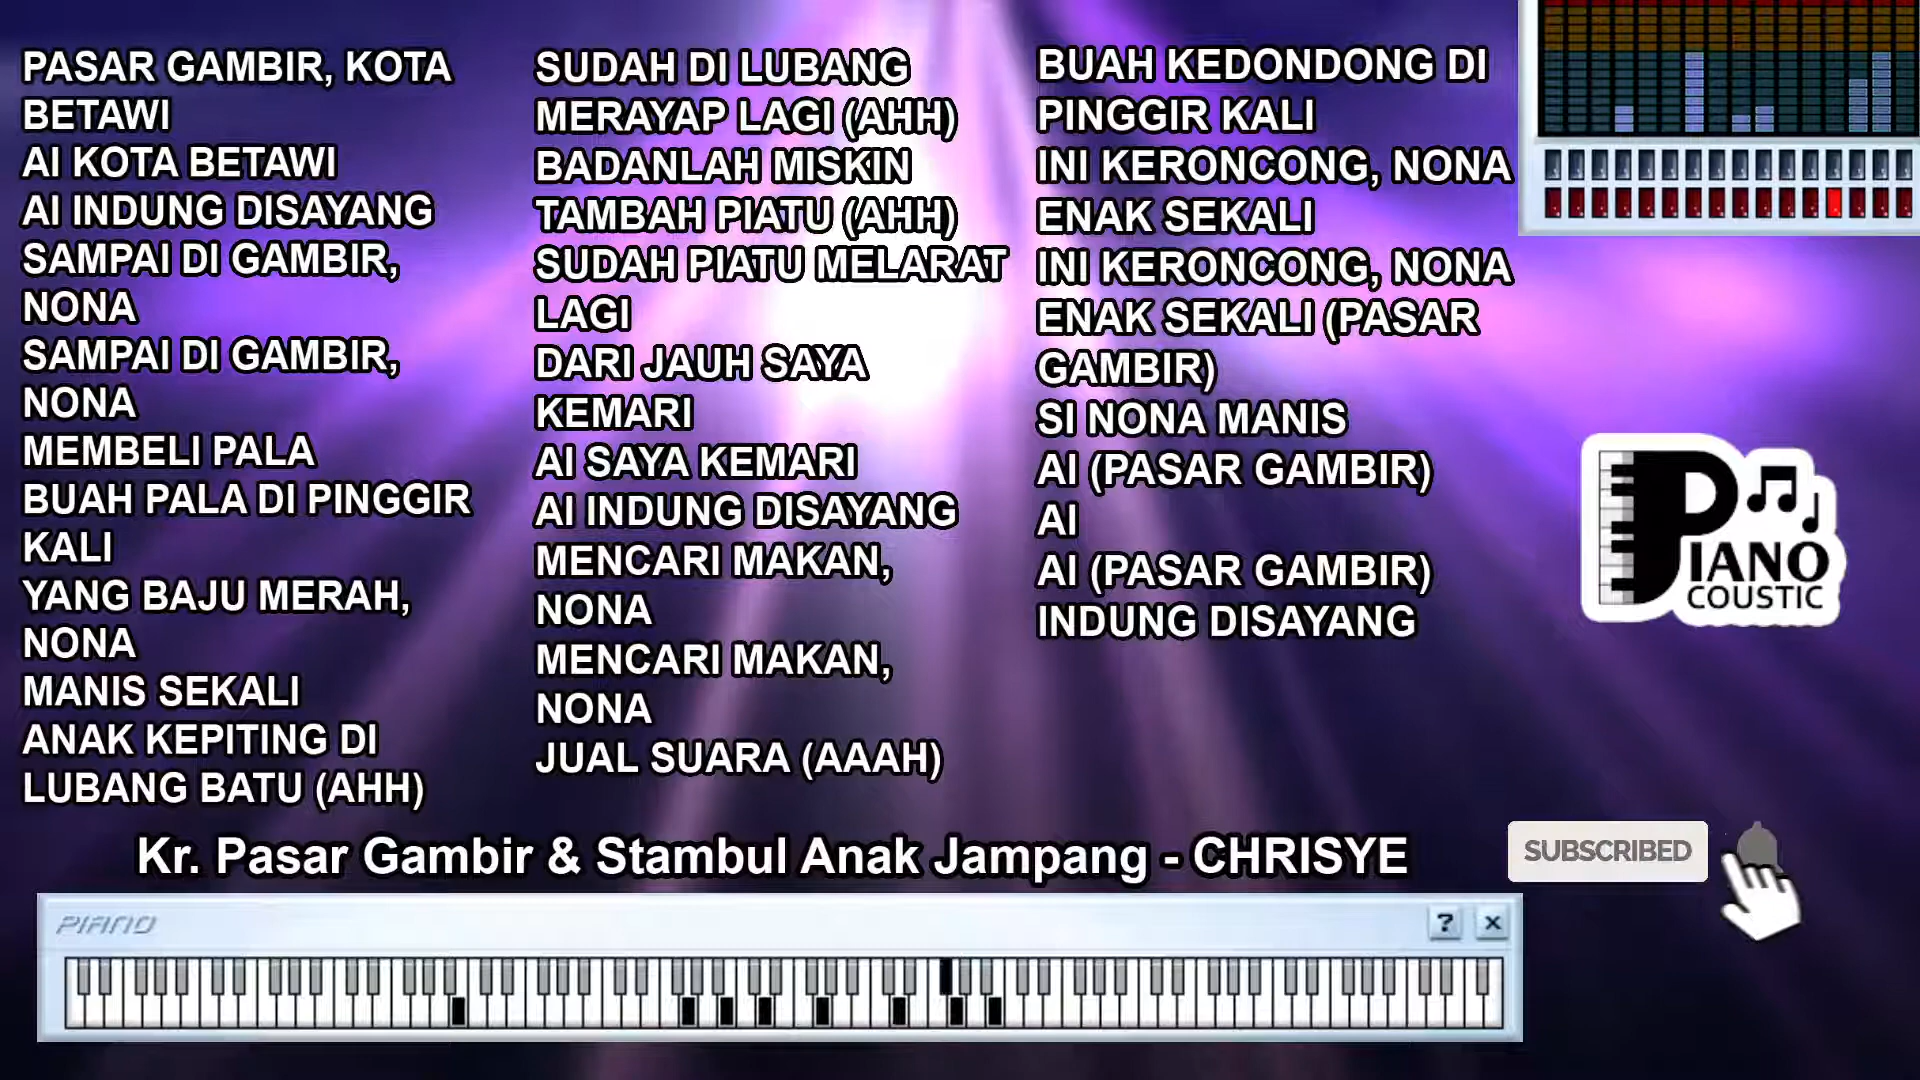 PASAR GAMBIR, KOTA
BETAWI
AI KOTA BETAWI
AI INDUNG DISAYANG
SAMPAI DI GAMBIR,
NONA
SAMPAI DI GAMBIR,
NONA
MEMBELI PALA
BUAH PALA DI PINGGIR
KALI
YANG BAJU MERAH,
NONA
MANIS SEKALI
ANAK KEPITING DI
LUBANG BATU (AHH)
SUDAH DI LUBANG
MERAYAP LAGI (AHH)
BADANLAH MISKIN
TAMBAH PIATU (AHH)
SUDAH PIATU MELARAT
LAGI
DARI JAUH SAYA
KEMARI
AI SAYA KEMARI
AI INDUNG DISAYANG
MENCARI MAKAN,
NONA
MENCARI MAKAN,
NONA
JUAL SUARA (AAAH)
BUAH KEDONDONG DI
PINGGIR KALI
INI KERONCONG, NONA
ENAK SEKALI
INI KERONCONG, NONA
ENAK SEKALI (PASAR
GAMBIR)
SI NONA MANIS
AI (PASAR GAMBIR)
AI
AI (PASAR GAMBIR)
INDUNG DISAYANG
PIANO
COUSTIC
Kr. Pasar Gambir & Stambul Anak Jampang - CHRISYE
SUBSCRIBED
PIANO
? ×